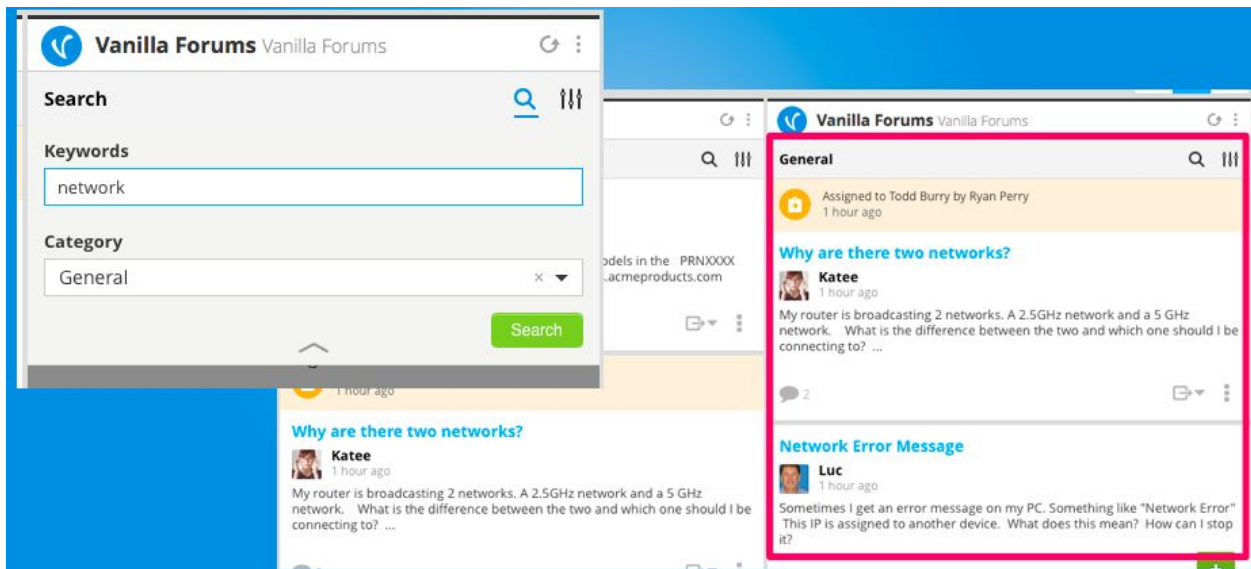 Vanilla Forums Vanilla Forums
Search
Keywords
network
Category
General
Search
odels in the PRNXXXX
.acmeproducts.com
1 hour ago
Why are there two networks?
Katee
1 hour ago
My router is broadcasting 2 networks. A 2.5GHz network and a 5 GHz
network. What is the difference between the two and which one should I be
connecting to? ...
Vanilla Forums Vanilla Forums
General
Assigned to Todd Burry by Ryan Perry
1 hour ago
Why are there two networks?
Katee
1 hour ago
My router is broadcasting 2 networks. A 2.5GHz network and a 5 GHz
network. What is the difference between the two and which one should I be
connecting to? ...
2
Network Error Message
Luc
1 hour ago
Sometimes I get an error message on my PC. Something like "Network Error"
This IP is assigned to another device. What does this mean? How can I stop
it?